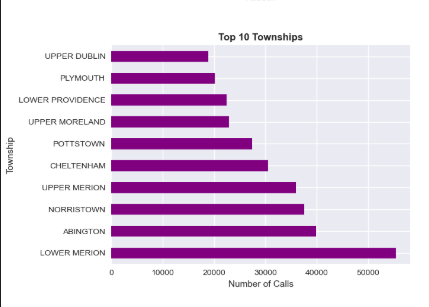 Top 10 Townships
UPPER DUBLIN
PLYMOUTH
LOWER PROVIDENCE
UPPER MORELAND
POTTSTOWN
CHELTENHAM
UPPER MERION
NORRISTOWN
ABINGTON
LOWER MERION
Township
0 10000 20000 30000 40000 50000
Number of Calls